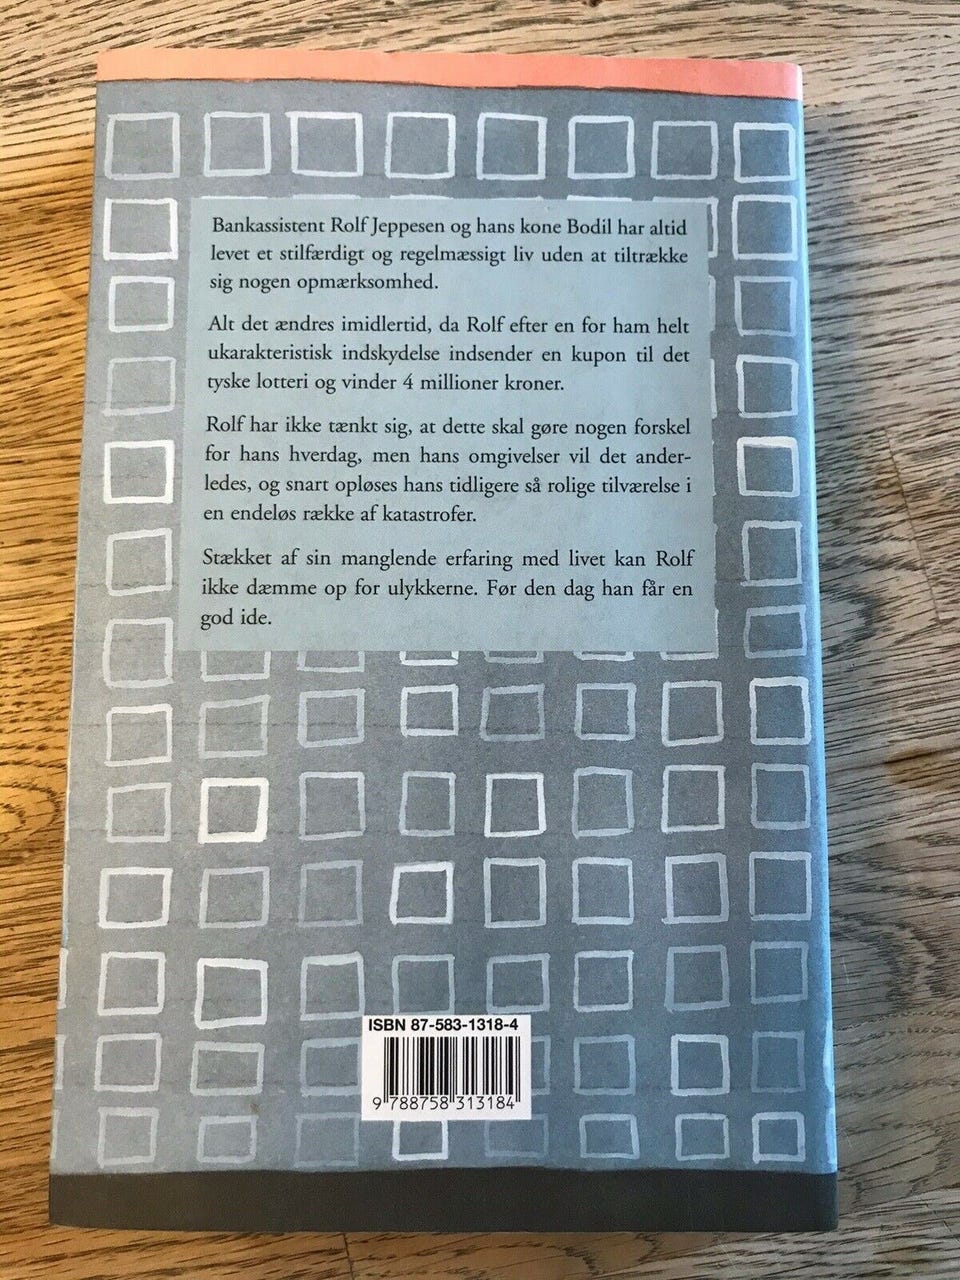 Bankassistent Rolf Jeppesen og hans kone Bodil har altid
levet et stilfærdigt og regelmæssigt liv uden at tiltrække
sig nogen opmærksomhed.
Alt det ændres imidlertid, da Rolf efter en for ham helt
ukarakteristisk indskydelse indsender en kupon til det
tyske lotteri og vinder 4 millioner kroner.
Rolf har ikke tænkt sig, at dette skal gøre nogen forskel
for hans hverdag, men hans omgivelser vil det ander-
ledes, og snart opløses hans tidligere så rolige tilværelse i
en endeløs række af katastrofer.
Stækket af sin manglende erfaring med livet kan Rolf
ikke dæmme op for ulykkerne. Før den dag han får en
god ide.
ISBN 87-583-1318-4
9 788758 313184